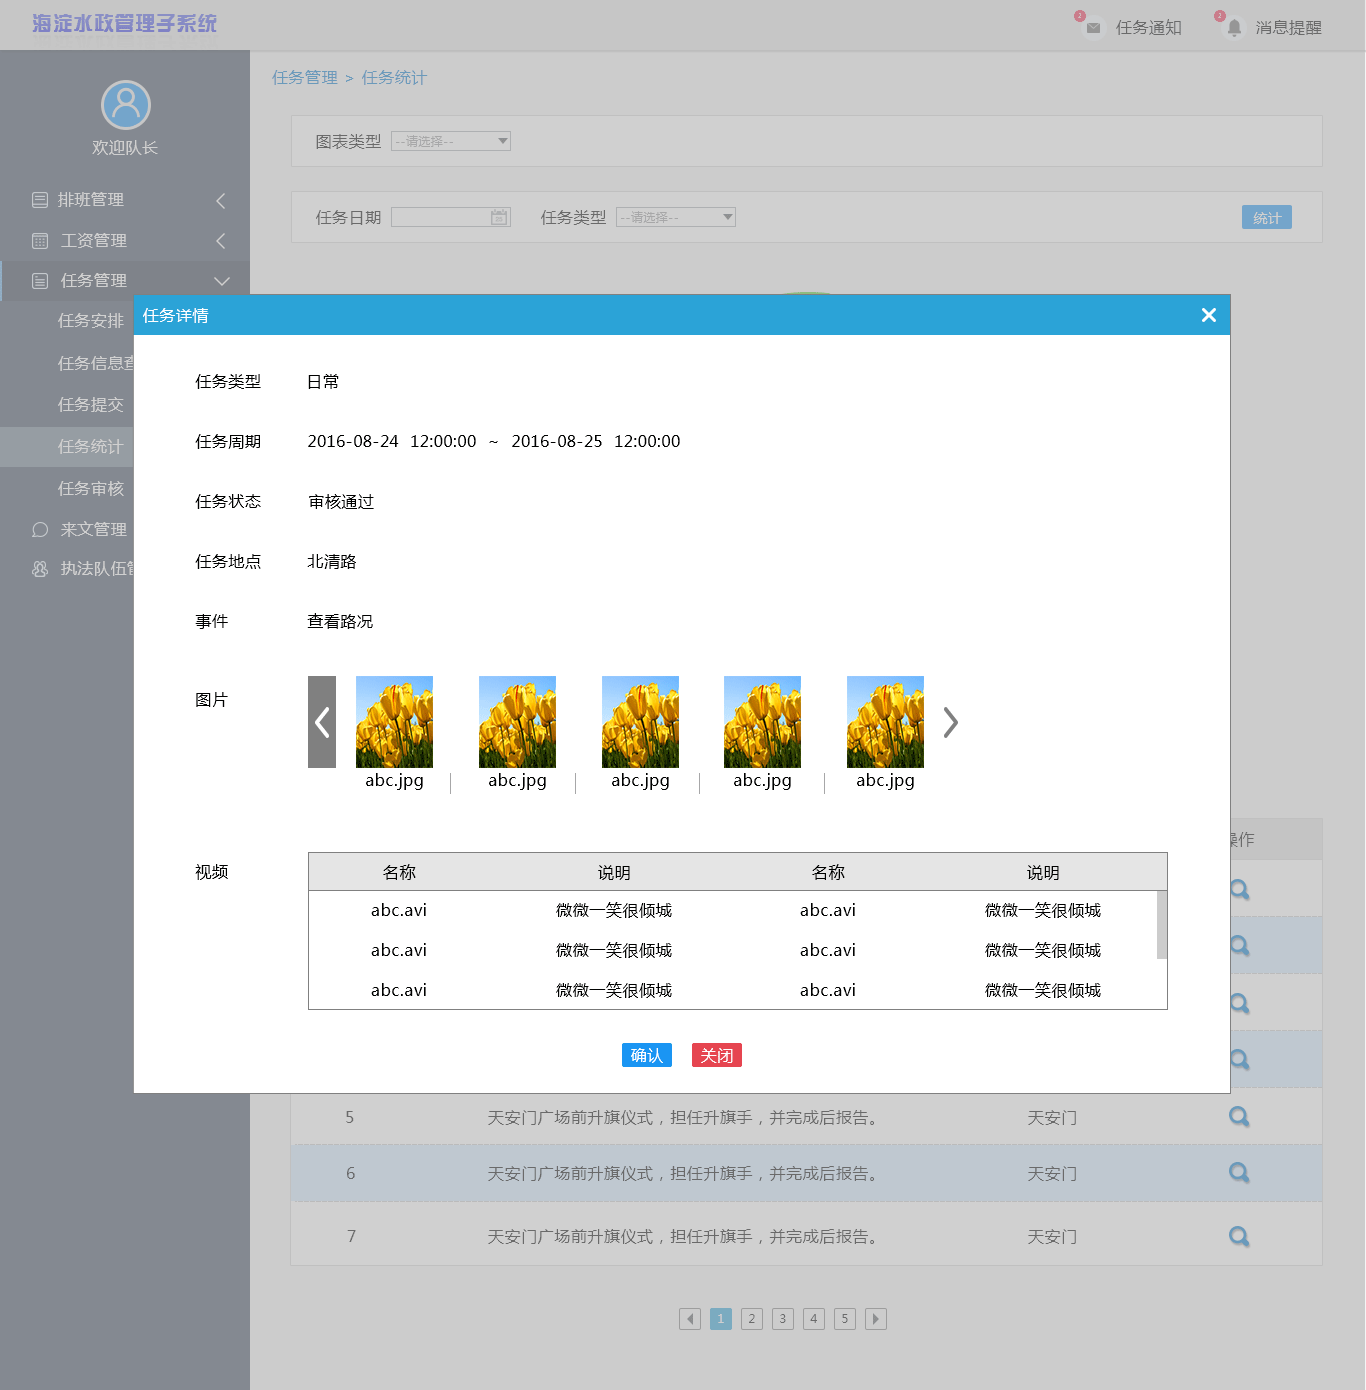 海淀水政管理子系统
2 任务通知 2 消息提醒
欢迎队长
排班管理
工资管理
任务管理
任务安排
任务信息查
任务提交
任务统计
任务审核
来文管理
执法队伍管
任务管理 > 任务统计
图表类型 --请选择--
任务日期 任务类型 --请选择-- 统计
任务详情
任务类型 日常
任务周期 2016-08-24 12:00:00 ~ 2016-08-25 12:00:00
任务状态 审核通过
任务地点 北清路
事件 查看路况
图片
abc.jpg abc.jpg abc.jpg abc.jpg abc.jpg
视频
名称 说明 名称 说明
abc.avi 微微一笑很倾城 abc.avi 微微一笑很倾城
abc.avi 微微一笑很倾城 abc.avi 微微一笑很倾城
abc.avi 微微一笑很倾城 abc.avi 微微一笑很倾城
确认 关闭
操作
5 天安门广场前升旗仪式，担任升旗手，并完成后报告。 天安门
6 天安门广场前升旗仪式，担任升旗手，并完成后报告。 天安门
7 天安门广场前升旗仪式，担任升旗手，并完成后报告。 天安门
1 2 3 4 5